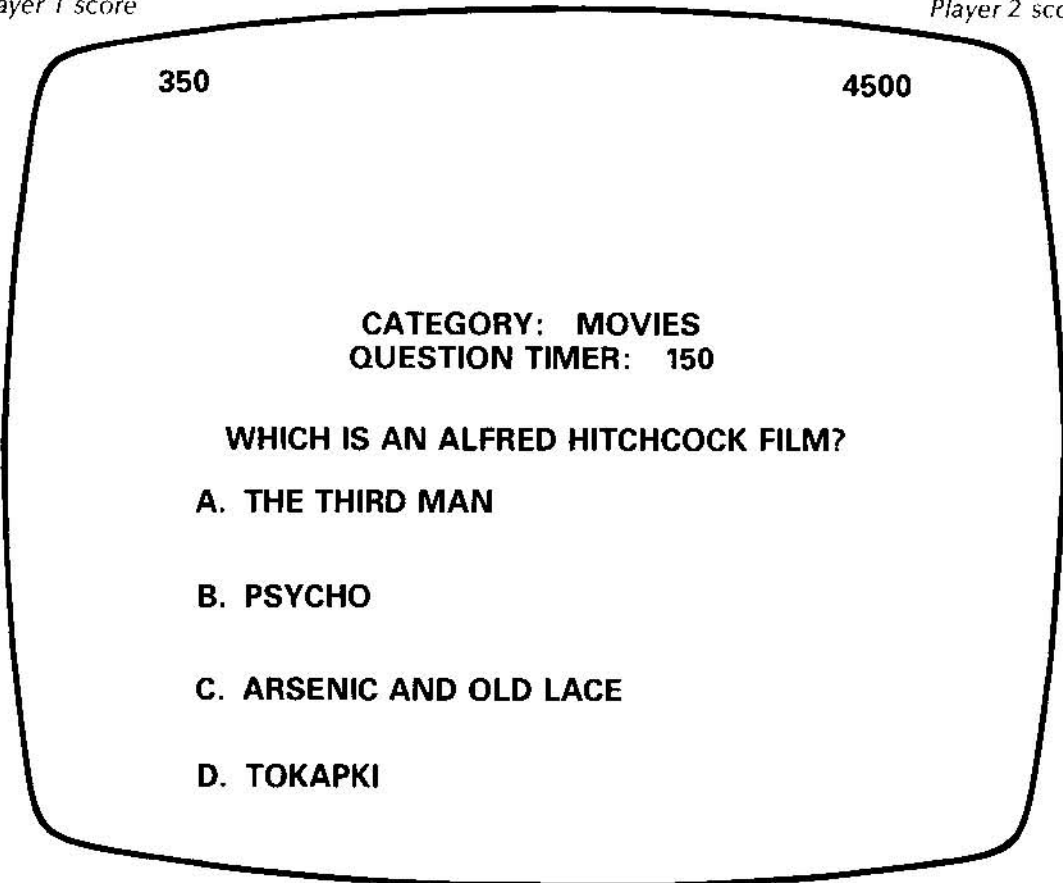 ayer 1 score Player 2 sco
350 4500
CATEGORY: MOVIES
QUESTION TIMER: 150
WHICH IS AN ALFRED HITCHCOCK FILM?
A. THE THIRD MAN
B. PSYCHO
C. ARSENIC AND OLD LACE
D. TOKAPKI